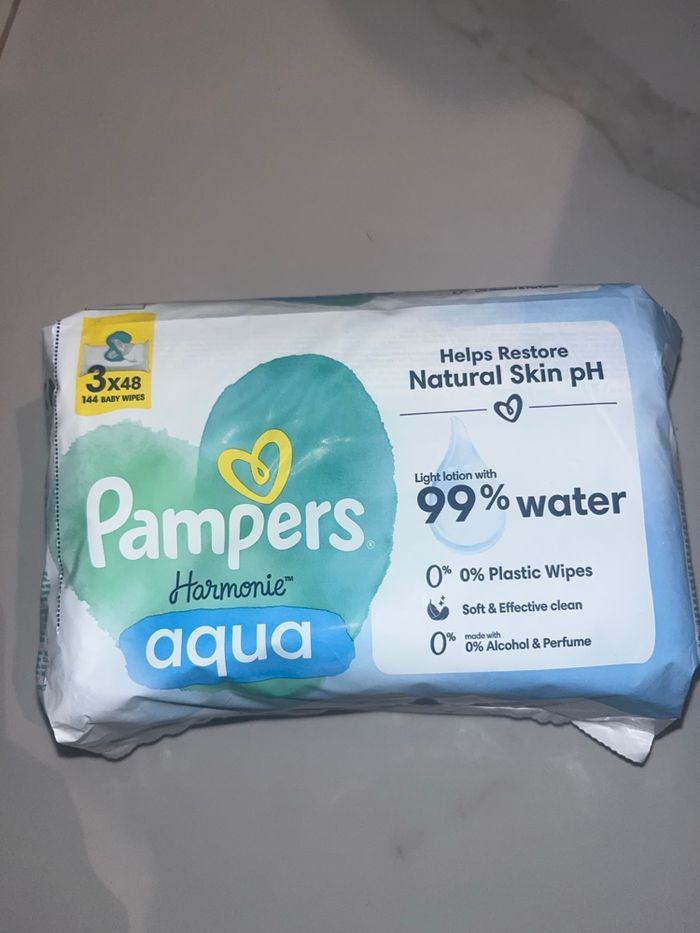 3x48
144 BABY WIPES
Pampers®
Harmonie™
aqua
Helps Restore
Natural Skin pH
Light lotion with
99% water
0% 0% Plastic Wipes
Soft & Effective clean
0% made with
0% Alcohol & Perfume